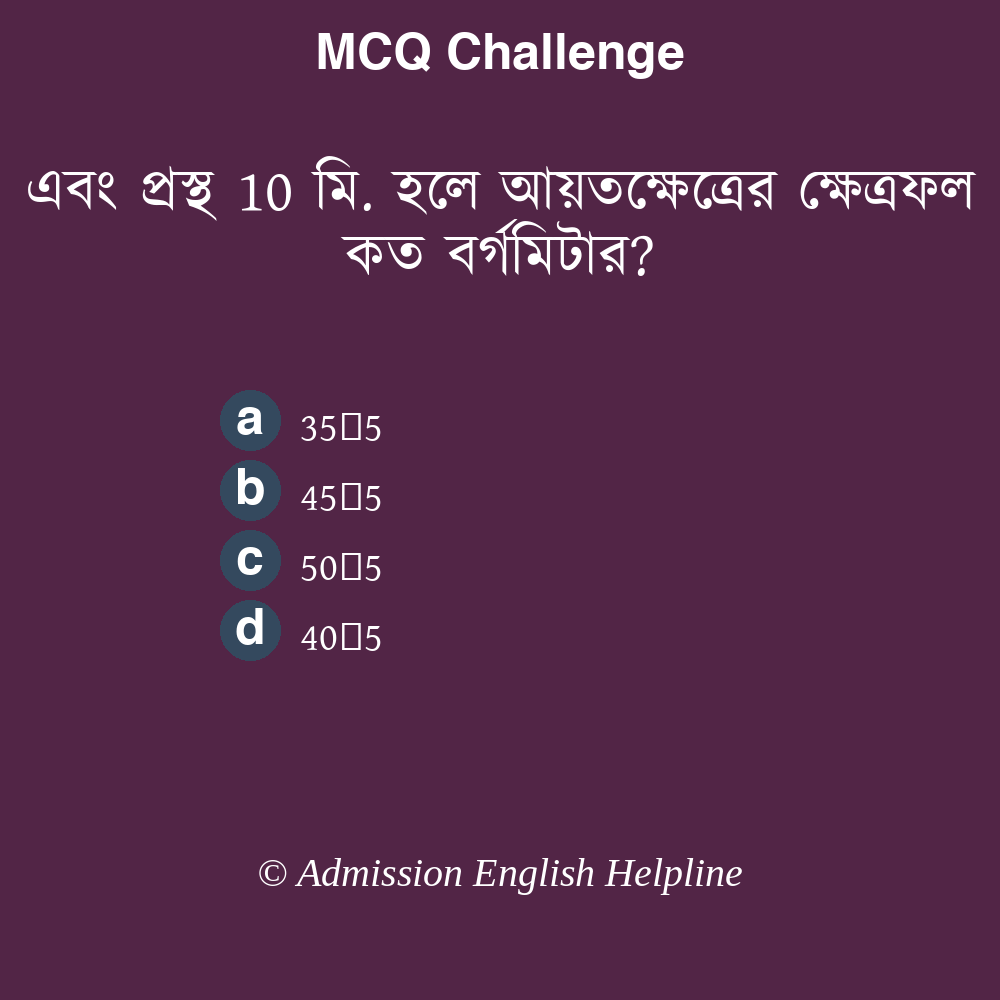 MCQ Challenge
এবং প্রস্থ 10 মি. হলে আয়তক্ষেত্রের ক্ষেত্রফল
কত বর্গমিটার?
a 35▯5
b 45▯5
c 50▯5
d 40▯5
© Admission English Helpline